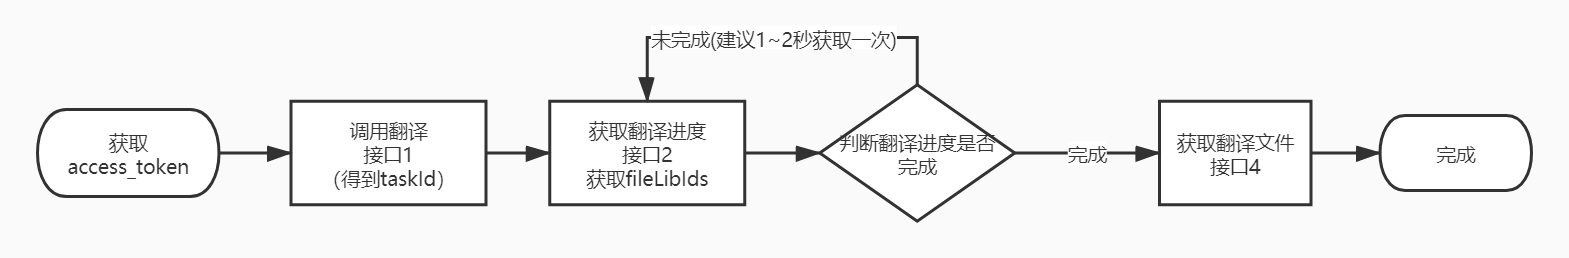 未完成(建议1~2秒获取一次)
获取
access_token
调用翻译
接口1
（得到taskId）
获取翻译进度
接口2
获取fileLibIds
判断翻译进度是否
完成
完成
获取翻译文件
接口4
完成